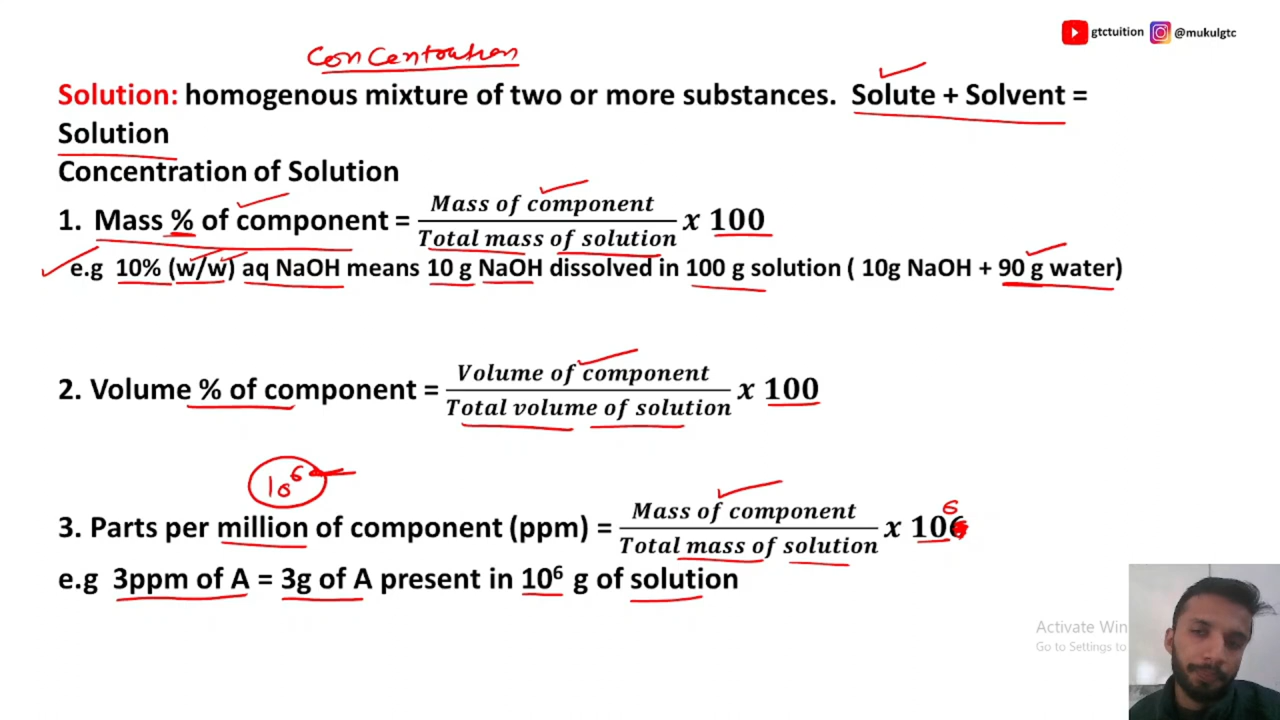 gtctuition @mukulgtc
Concentration
Solution: homogenous mixture of two or more substances. Solute + Solvent =
Solution
Concentration of Solution
1. Mass % of component = Mass of component / Total mass of solution x 100
e.g 10% (w/w) aq NaOH means 10 g NaOH dissolved in 100 g solution ( 10g NaOH + 90 g water)
2. Volume % of component = Volume of component / Total volume of solution x 100
10⁶
3. Parts per million of component (ppm) = Mass of component / Total mass of solution x 106 6
e.g 3ppm of A = 3g of A present in 10⁶ g of solution
Activate Win
Go to Settings to